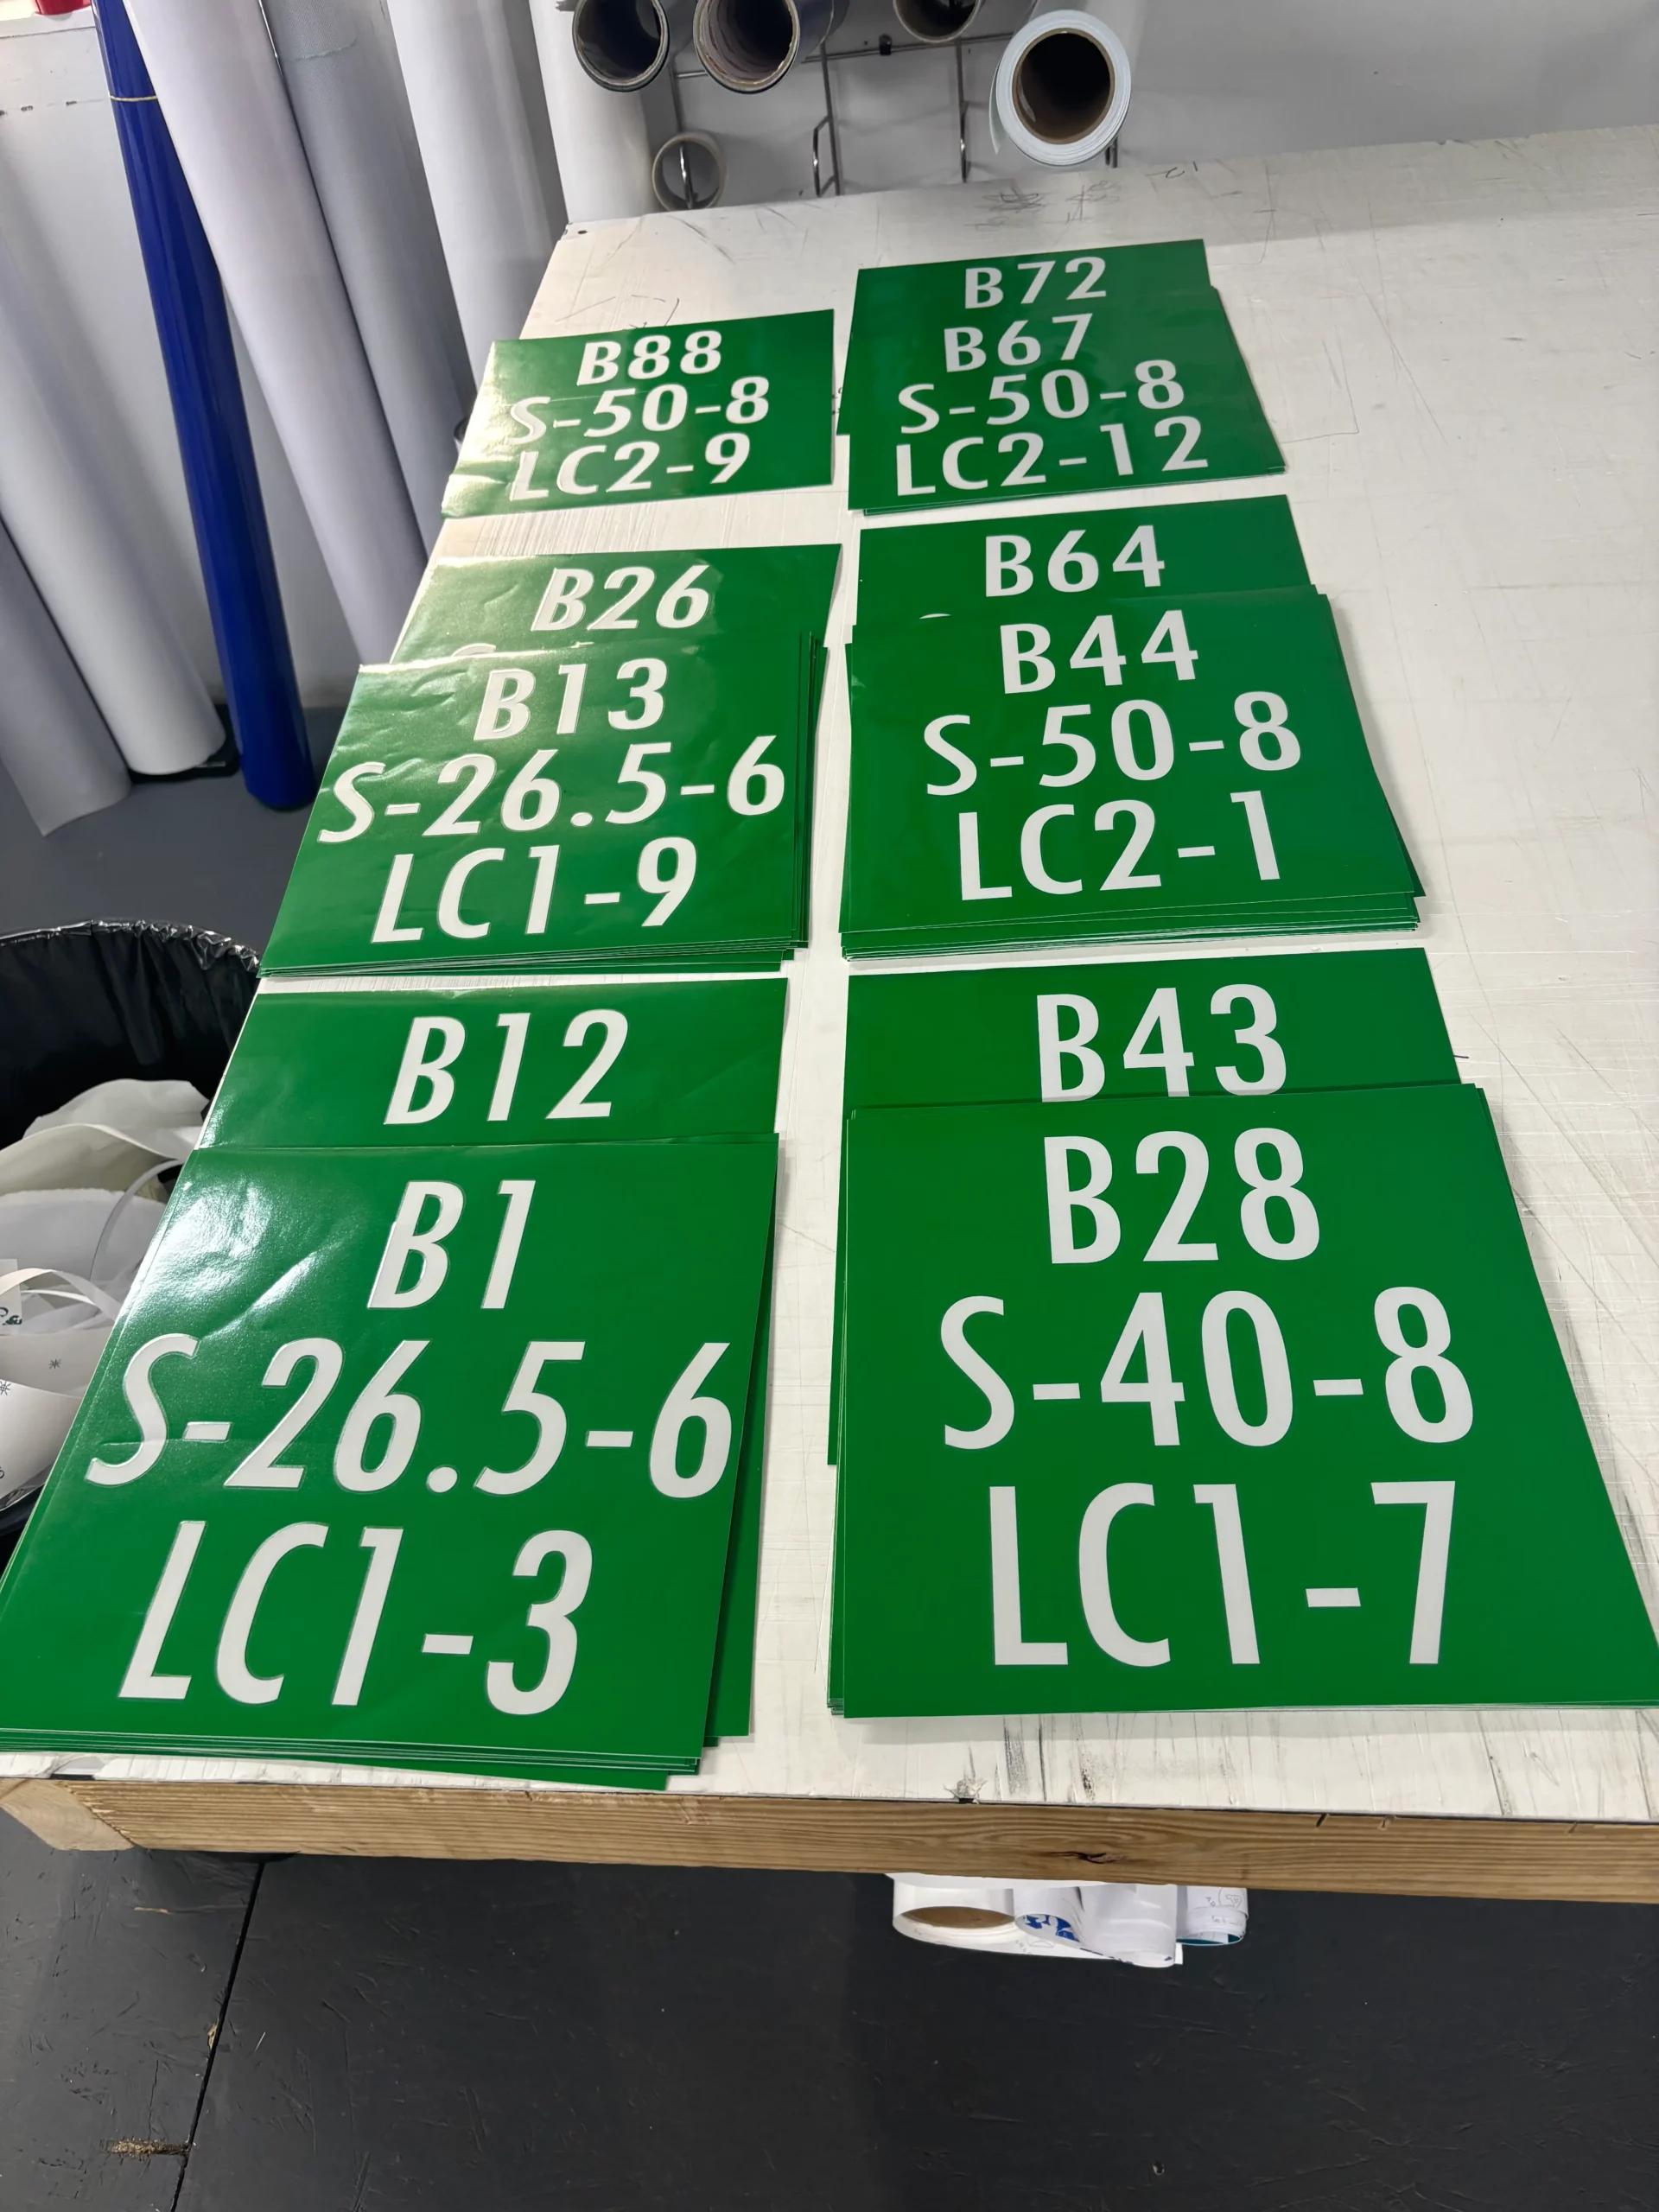 B88
S-50-8
LC2-9
B72
B67
S-50-8
LC2-12
B26
B13
S-26.5-6
LC1-9
B64
B44
S-50-8
LC2-1
B12
B1
S-26.5-6
LC1-3
B43
B28
S-40-8
LC1-7